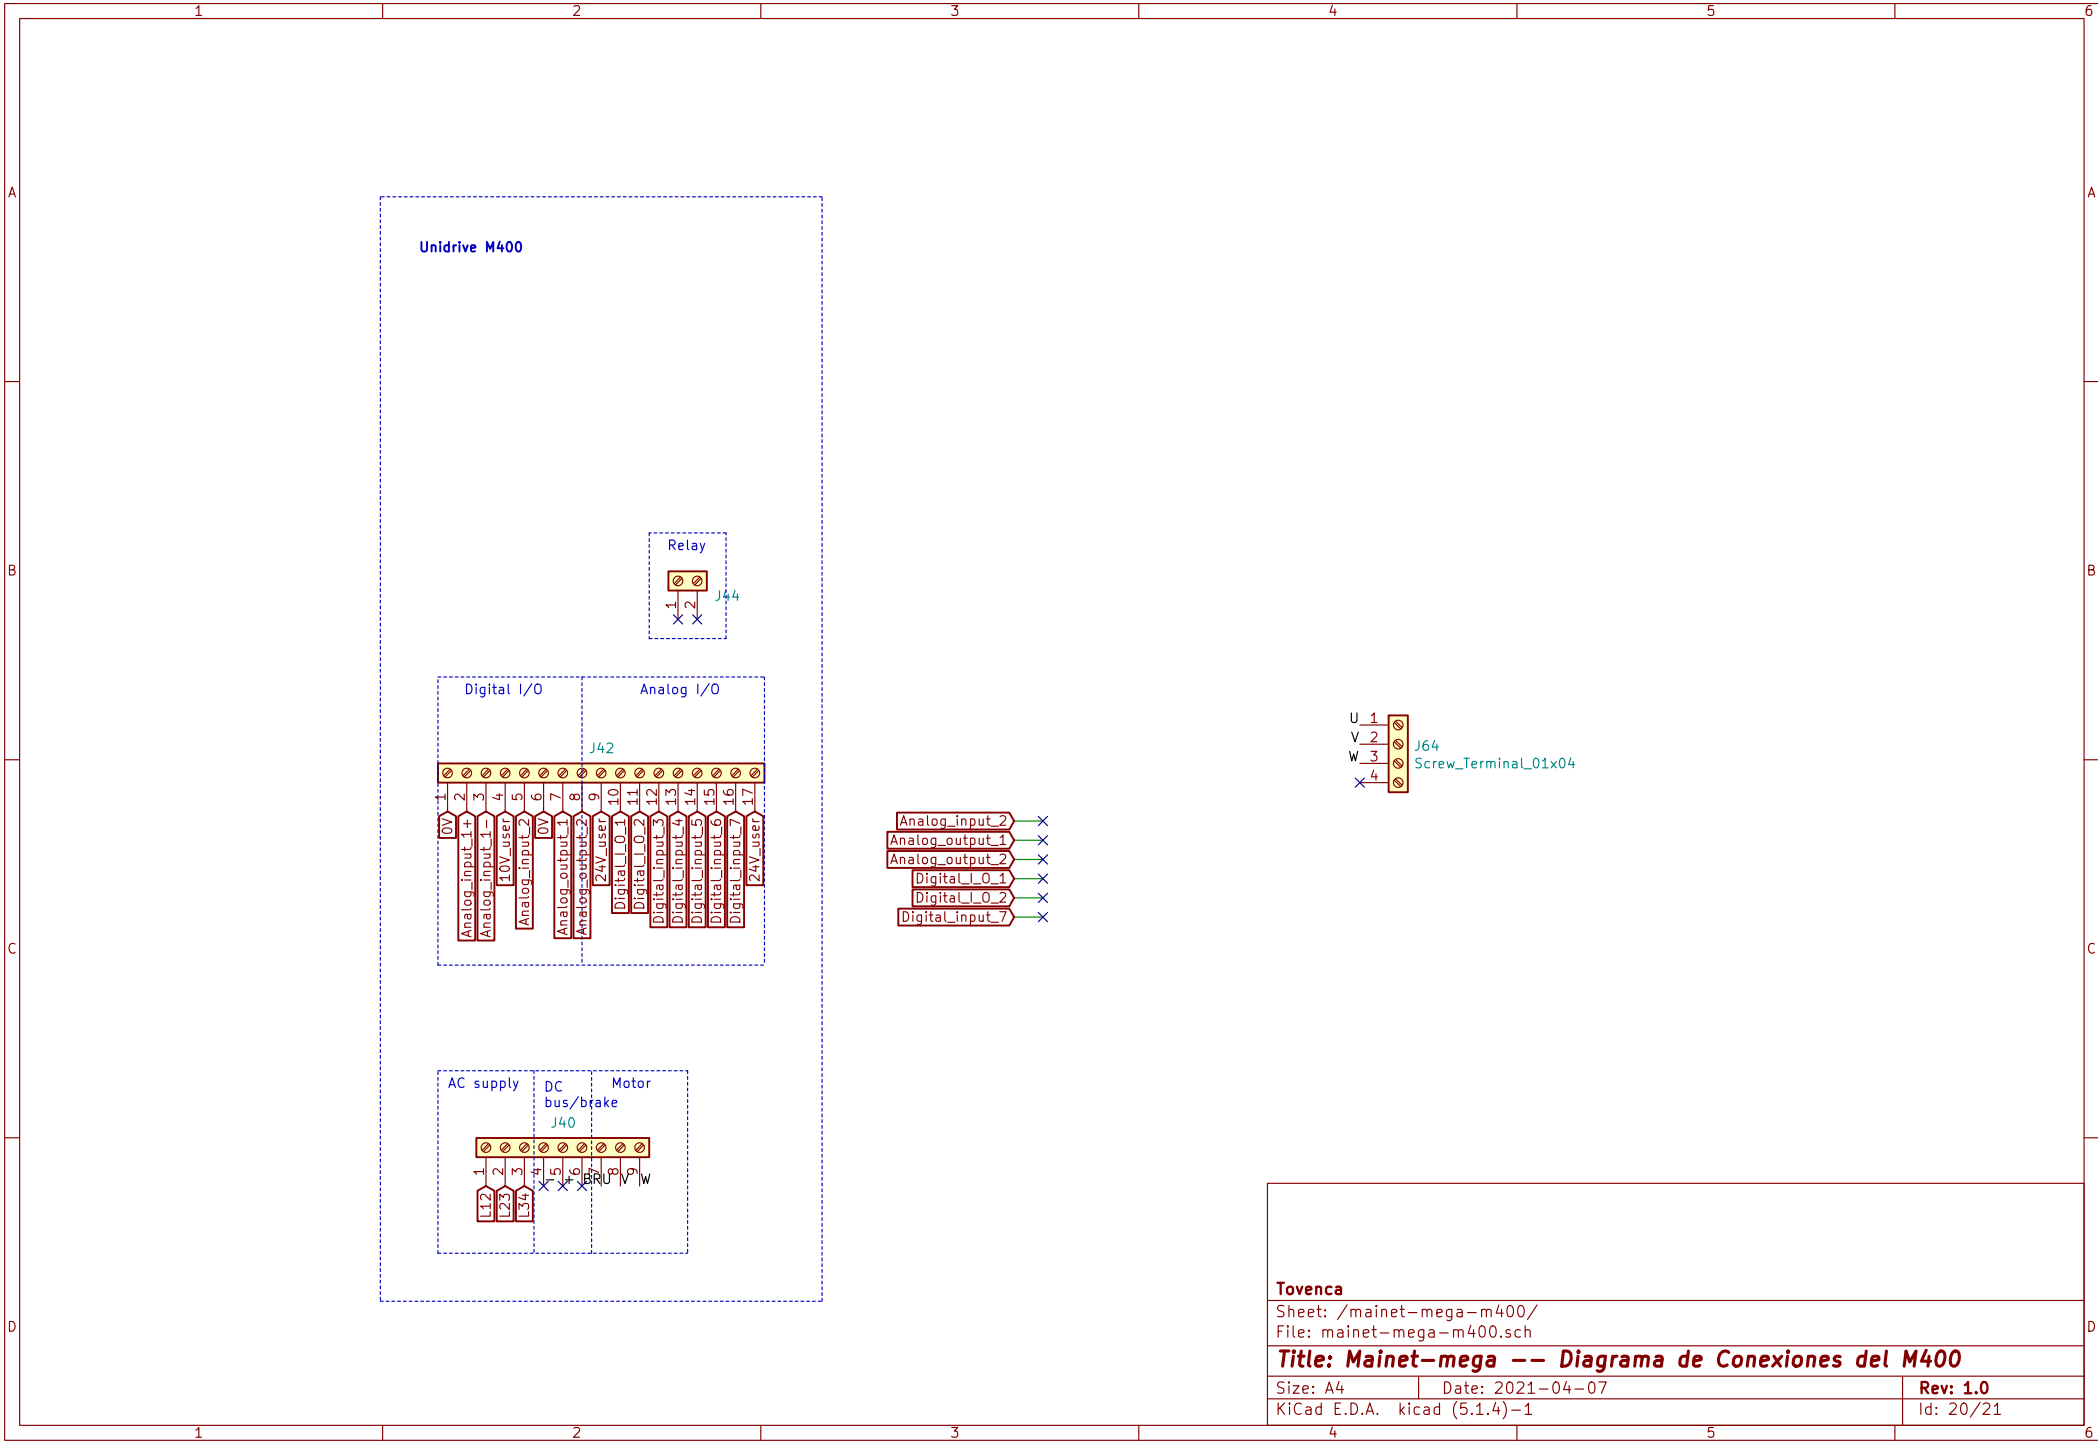 1 2 3 4 5 6
A A
Unidrive M400
Relay
B B
J44
1 2
Digital I/O Analog I/O
J42
1 2 3 4 5 6 7 8 9 10 11 12 13 14 15 16 17
0V
Analog_input_1+
Analog_input_1-
10V_user
Analog_input_2
0V
Analog_output_1
Analog_output_2
24V_user
Digital_I_O_1
Digital_I_O_2
Digital_input_3
Digital_input_4
Digital_input_5
Digital_input_6
Digital_input_7
24V_user
U 1
V 2
W 3
4
J64
Screw_Terminal_01x04
Analog_input_2
Analog_output_1
Analog_output_2
Digital_I_O_1
Digital_I_O_2
Digital_input_7
C C
AC supply
DC
bus/brake
Motor
J40
1 2 3 4 5 6 7 8 9
- + BR U V W
L12
L23
L34
D D
Tovenca
Sheet: /mainet-mega-m400/
File: mainet-mega-m400.sch
Title: Mainet-mega -- Diagrama de Conexiones del M400
Size: A4 Date: 2021-04-07 Rev: 1.0
KiCad E.D.A. kicad (5.1.4)-1 Id: 20/21
1 2 3 4 5 6